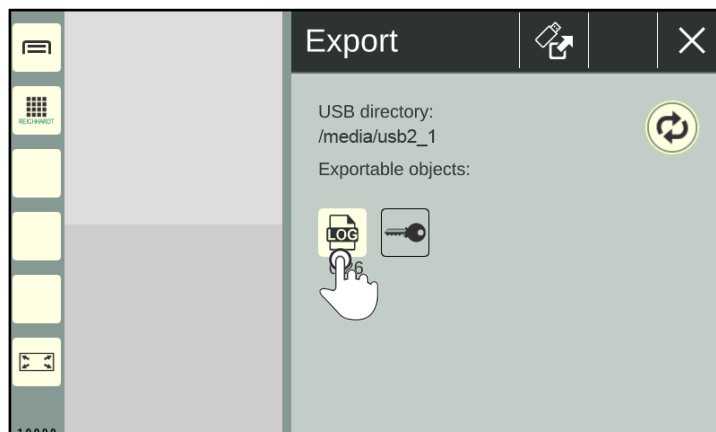 Export
REICHHARDT
USB directory:
/media/usb2_1
Exportable objects:
LOG